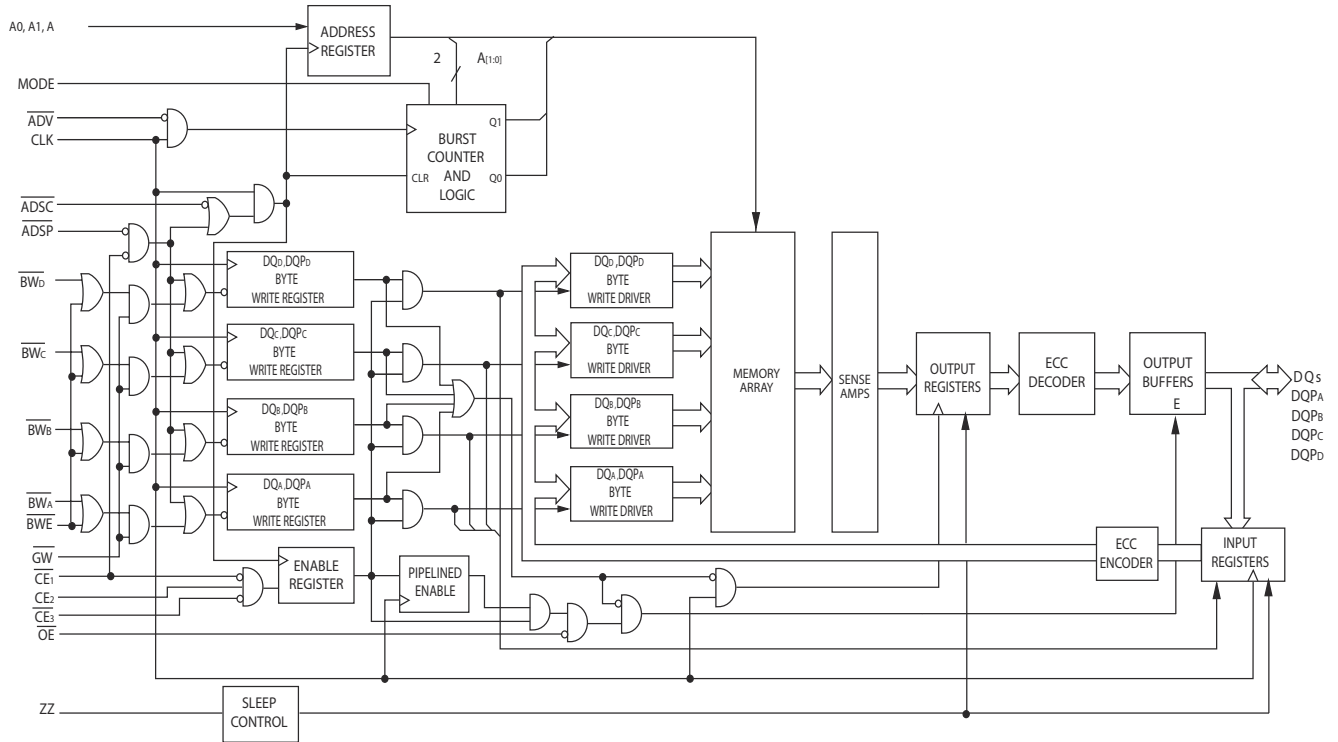 A0, A1, A
ADDRESS
REGISTER
2
A[1:0]
MODE
ADV
CLK
BURST
COUNTER
AND
LOGIC
Q1
CLR
Q0
ADSC
ADSP
BWD
DQD,DQPD
BYTE
WRITE REGISTER
DQD,DQPD
BYTE
WRITE DRIVER
BWC
DQC,DQPC
BYTE
WRITE REGISTER
DQC,DQPC
BYTE
WRITE DRIVER
MEMORY
ARRAY
SENSE
AMPS
OUTPUT
REGISTERS
ECC
DECODER
OUTPUT
BUFFERS
E
DQs
DQPA
DQPB
DQPC
DQPD
BWB
DQB,DQPB
BYTE
WRITE REGISTER
DQB,DQPB
BYTE
WRITE DRIVER
BWA
BWE
DQA,DQPA
BYTE
WRITE REGISTER
DQA,DQPA
BYTE
WRITE DRIVER
GW
CE1
CE2
CE3
OE
ENABLE
REGISTER
PIPELINED
ENABLE
ECC
ENCODER
INPUT
REGISTERS
ZZ
SLEEP
CONTROL